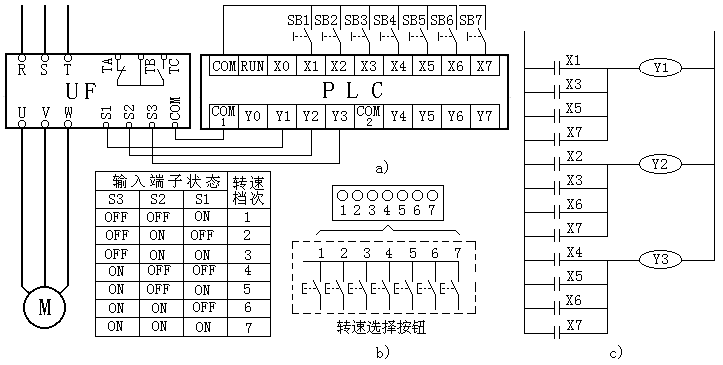 SB1 SB2 SB3 SB4 SB5 SB6 SB7
R S T TA TB TC
UF
U V W S1 S2 S3 COM
COM RUN X0 X1 X2 X3 X4 X5 X6 X7
PLC
COM1 Y0 Y1 Y2 Y3 COM2 Y4 Y5 Y6 Y7
a)
输入端子状态 转速档次
S3 S2 S1
OFF OFF ON 1
OFF ON OFF 2
OFF ON ON 3
ON OFF OFF 4
ON OFF ON 5
ON ON OFF 6
ON ON ON 7
M
1 2 3 4 5 6 7
1 2 3 4 5 6 7
转速选择按钮
b)
X1 Y1
X3
X5
X7
X2 Y2
X3
X6
X7
X4 Y3
X5
X6
X7
c)